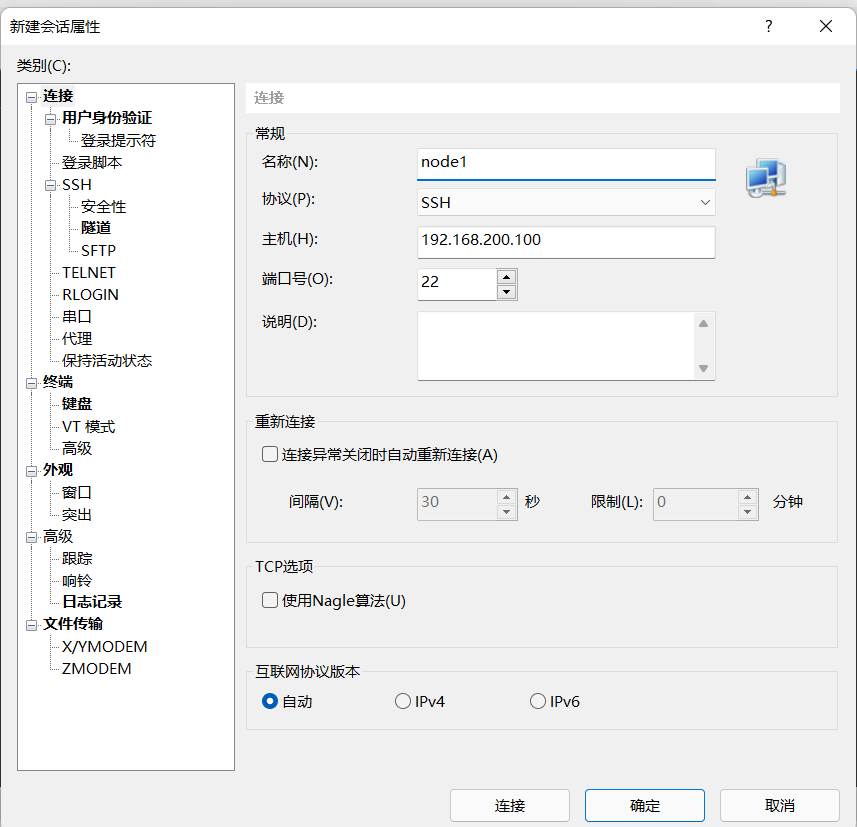 新建会话属性
?
类别(C):
连接
用户身份验证
登录提示符
登录脚本
SSH
安全性
隧道
SFTP
TELNET
RLOGIN
串口
代理
保持活动状态
终端
键盘
VT 模式
高级
外观
窗口
突出
高级
跟踪
响铃
日志记录
文件传输
X/YMODEM
ZMODEM
连接
常规
名称(N): node1
协议(P): SSH
主机(H): 192.168.200.100
端口号(O): 22
说明(D):
重新连接
连接异常关闭时自动重新连接(A)
间隔(V): 30 秒 限制(L): 0 分钟
TCP选项
使用Nagle算法(U)
互联网协议版本
自动 IPv4 IPv6
连接 确定 取消